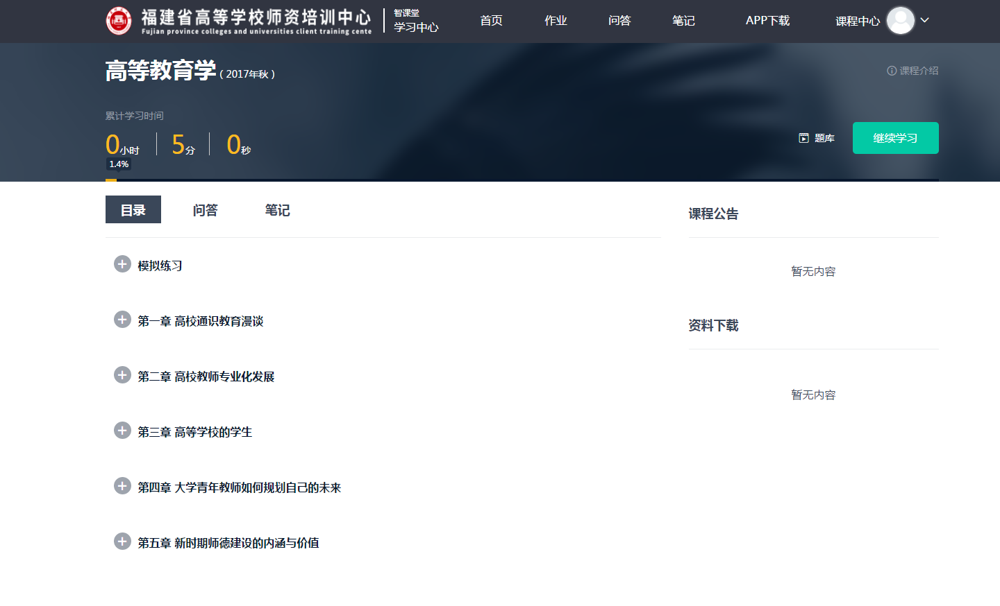 福建省高等学校师资培训中心
Fujian province colleges and universities client training cente
智课堂
学习中心
首页
作业
问答
笔记
APP下载
课程中心
高等教育学（2017年秋）
课程介绍
累计学习时间
0小时 5分 0秒
题库
继续学习
1.4%
目录
问答
笔记
模拟练习
第一章 高校通识教育漫谈
第二章 高校教师专业化发展
第三章 高等学校的学生
第四章 大学青年教师如何规划自己的未来
第五章 新时期师德建设的内涵与价值
课程公告
暂无内容
资料下载
暂无内容